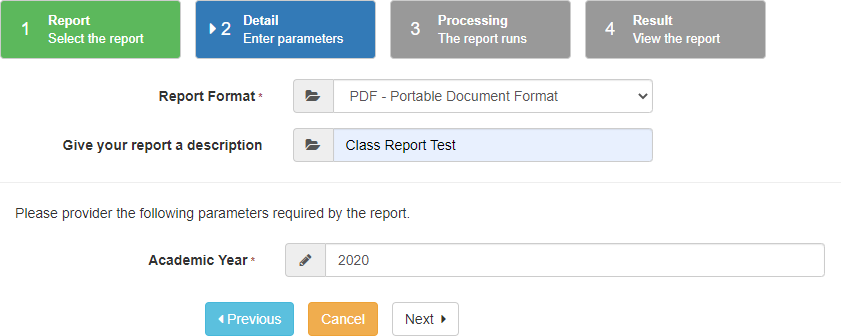 1 Report
Select the report
2 Detail
Enter parameters
3 Processing
The report runs
4 Result
View the report
Report Format * PDF - Portable Document Format
Give your report a description Class Report Test
Please provider the following parameters required by the report.
Academic Year * 2020
Previous Cancel Next